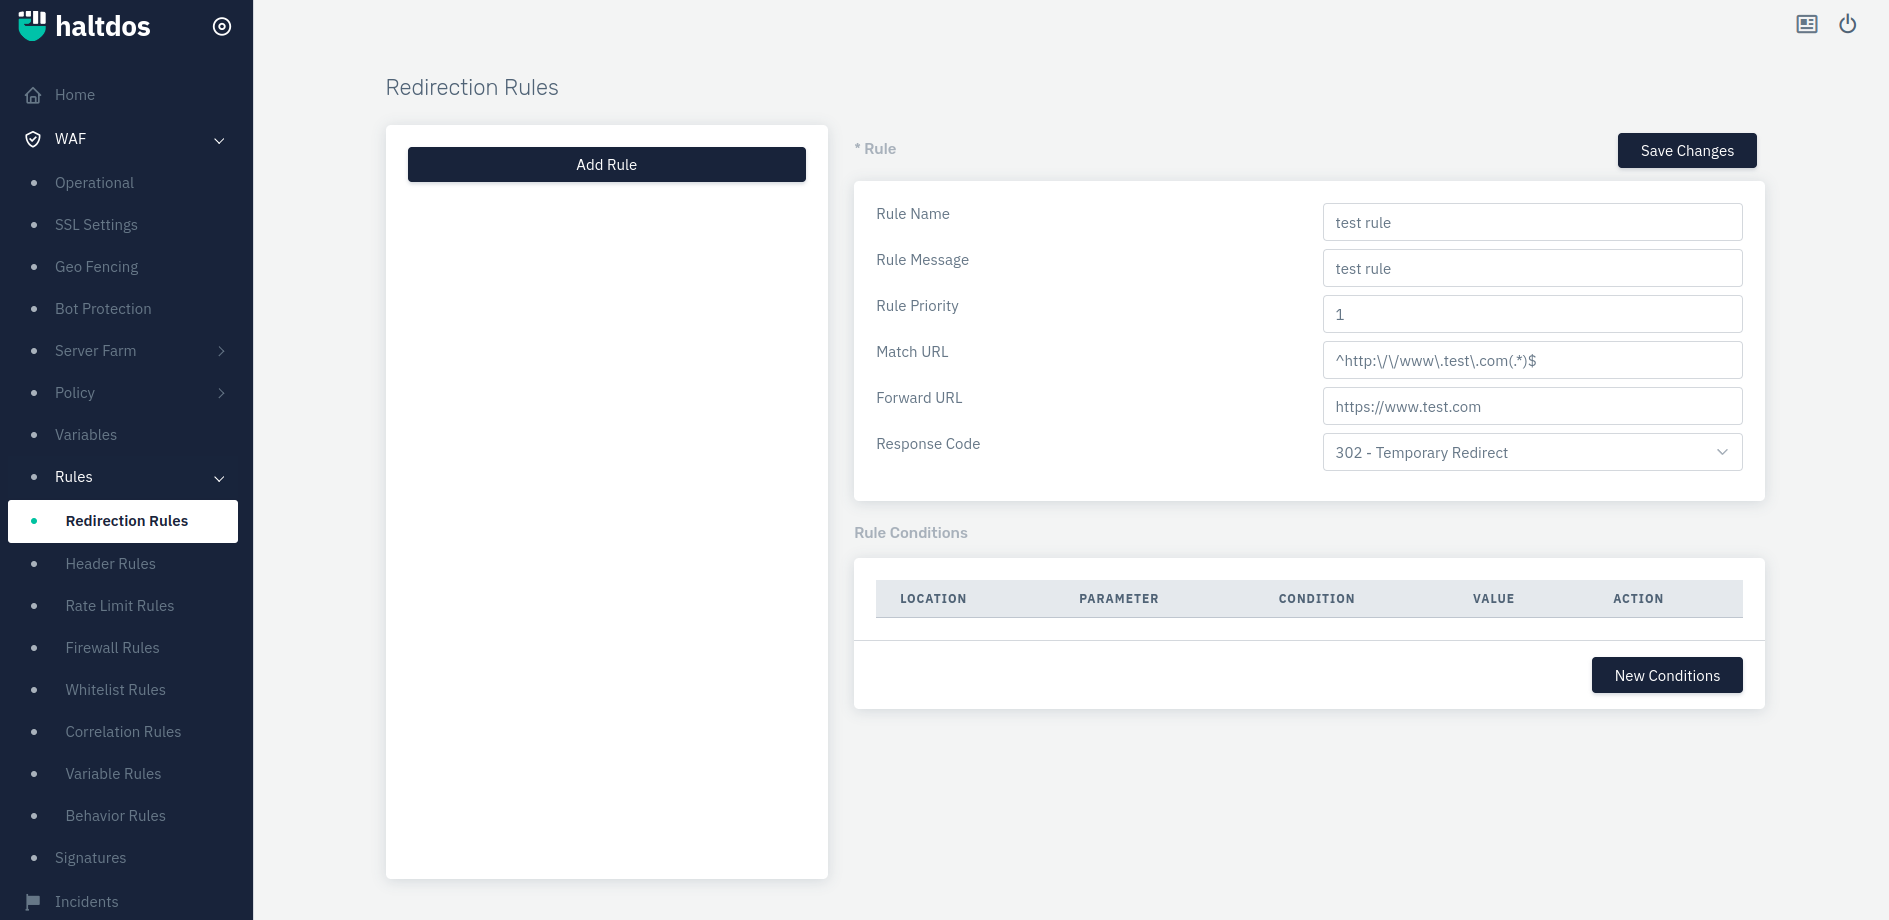 haltdos
Home
WAF
Operational
SSL Settings
Geo Fencing
Bot Protection
Server Farm
Policy
Variables
Rules
Redirection Rules
Header Rules
Rate Limit Rules
Firewall Rules
Whitelist Rules
Correlation Rules
Variable Rules
Behavior Rules
Signatures
Incidents
Redirection Rules
Add Rule
* Rule
Save Changes
Rule Name
test rule
Rule Message
test rule
Rule Priority
1
Match URL
^http:\/\/www\.test\.com(.*)$
Forward URL
https://www.test.com
Response Code
302 - Temporary Redirect
Rule Conditions
LOCATION PARAMETER CONDITION VALUE ACTION
New Conditions